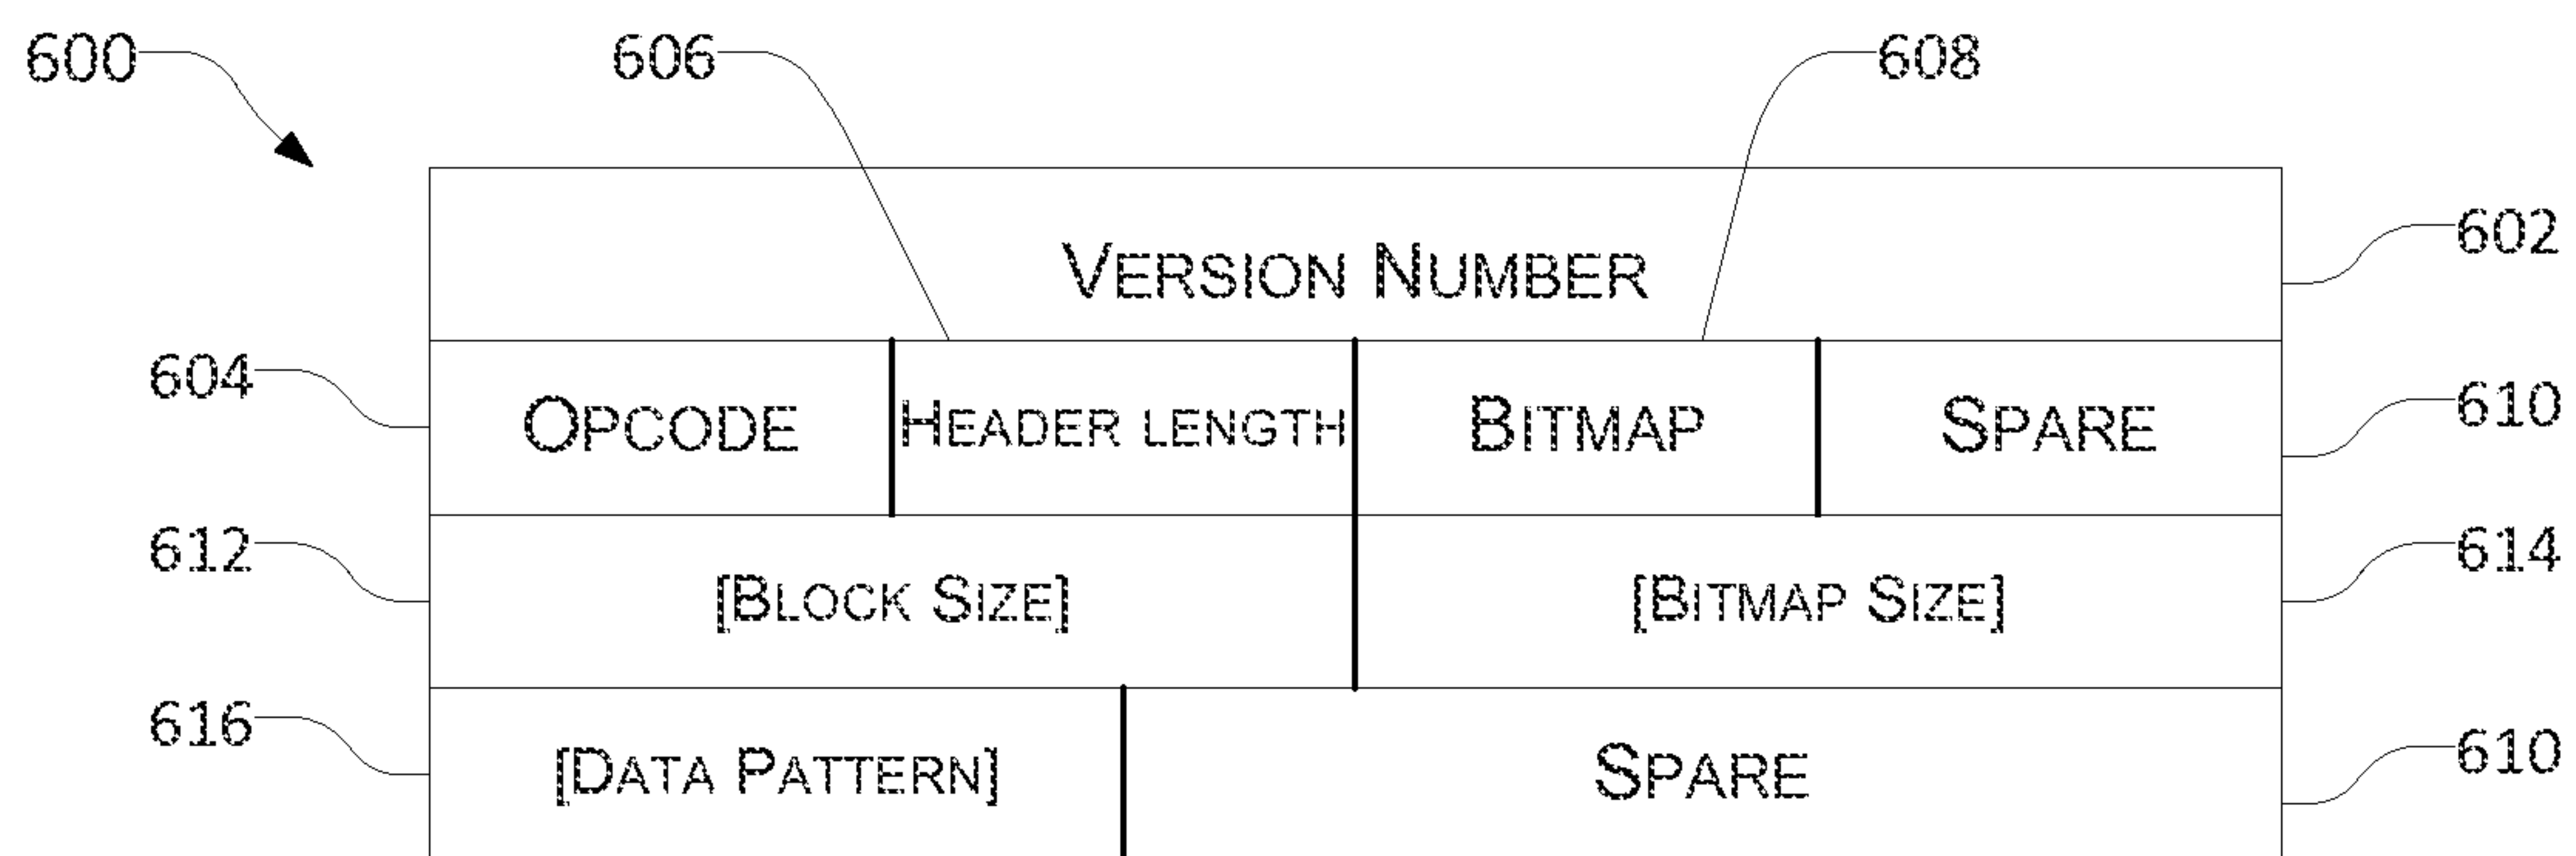 600 606 608
VERSION NUMBER 602
604 OPCODE HEADER LENGTH BITMAP SPARE 610
612 [BLOCK SIZE] [BITMAP SIZE] 614
616 [DATA PATTERN] SPARE 610